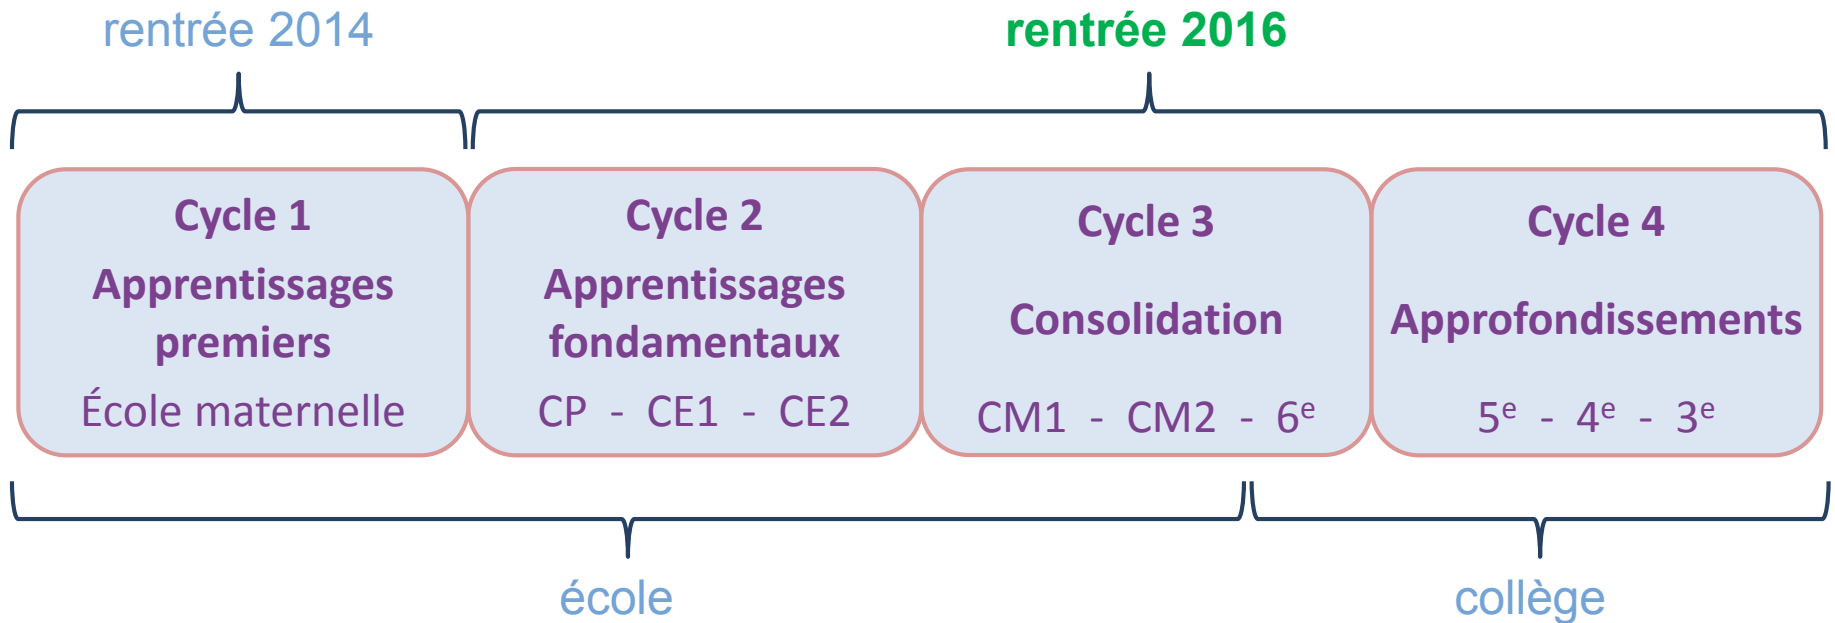 rentrée 2014
rentrée 2016
Cycle 1
Apprentissages
premiers
École maternelle
Cycle 2
Apprentissages
fondamentaux
CP - CE1 - CE2
Cycle 3
Consolidation
CM1 - CM2 - 6e
Cycle 4
Approfondissements
5e - 4e - 3e
école
collège